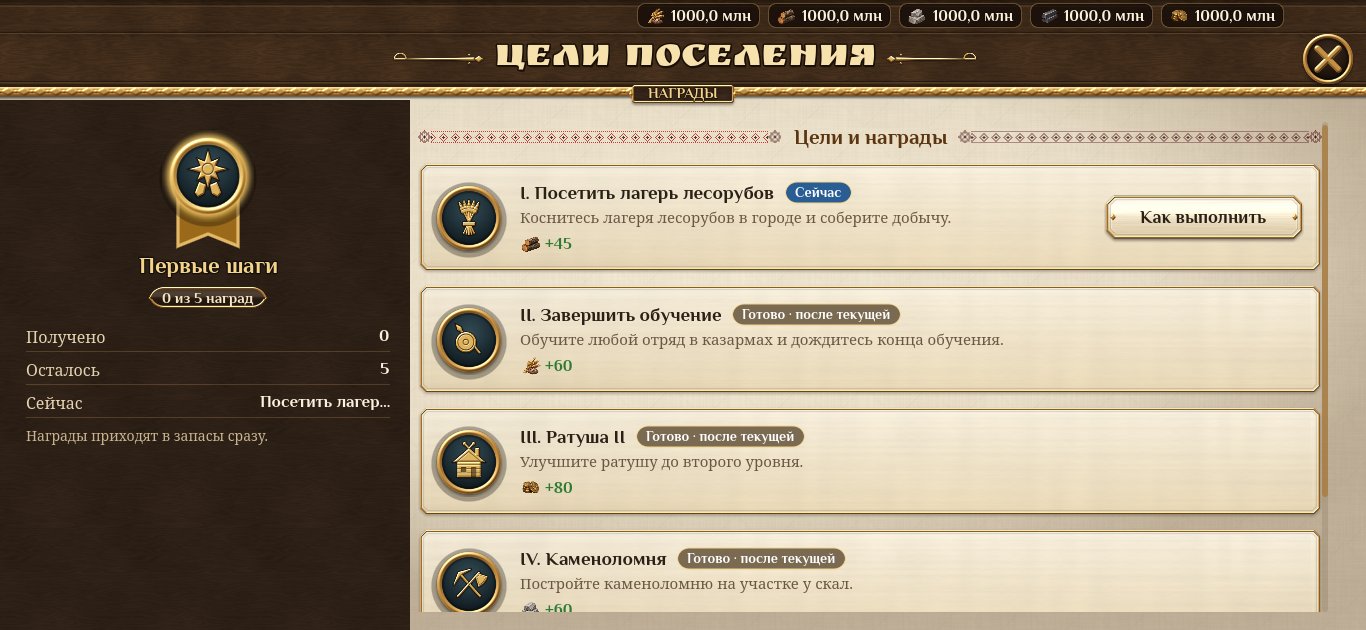 1000,0 млн 1000,0 млн 1000,0 млн 1000,0 млн 1000,0 млн
ЦЕЛИ ПОСЕЛЕНИЯ
НАГРАДЫ
Первые шаги
0 из 5 наград
Получено 0
Осталось 5
Сейчас Посетить лагер...
Награды приходят в запасы сразу.
Цели и награды
I. Посетить лагерь лесорубов Сейчас
Коснитесь лагеря лесорубов в городе и соберите добычу.
+45
Как выполнить
II. Завершить обучение Готово · после текущей
Обучите любой отряд в казармах и дождитесь конца обучения.
+60
III. Ратуша II Готово · после текущей
Улучшите ратушу до второго уровня.
+80
IV. Каменоломня Готово · после текущей
Постройте каменоломню на участке у скал.
+60